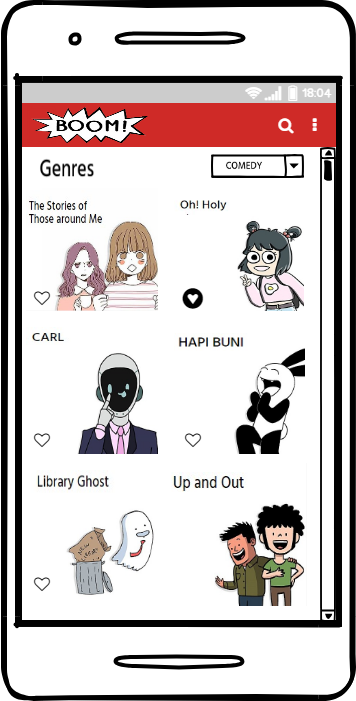 18:04
BOOM!
Genres
COMEDY
The Stories of
Those around Me
Oh! Holy
CARL
HAPI BUNI
Library Ghost
Up and Out